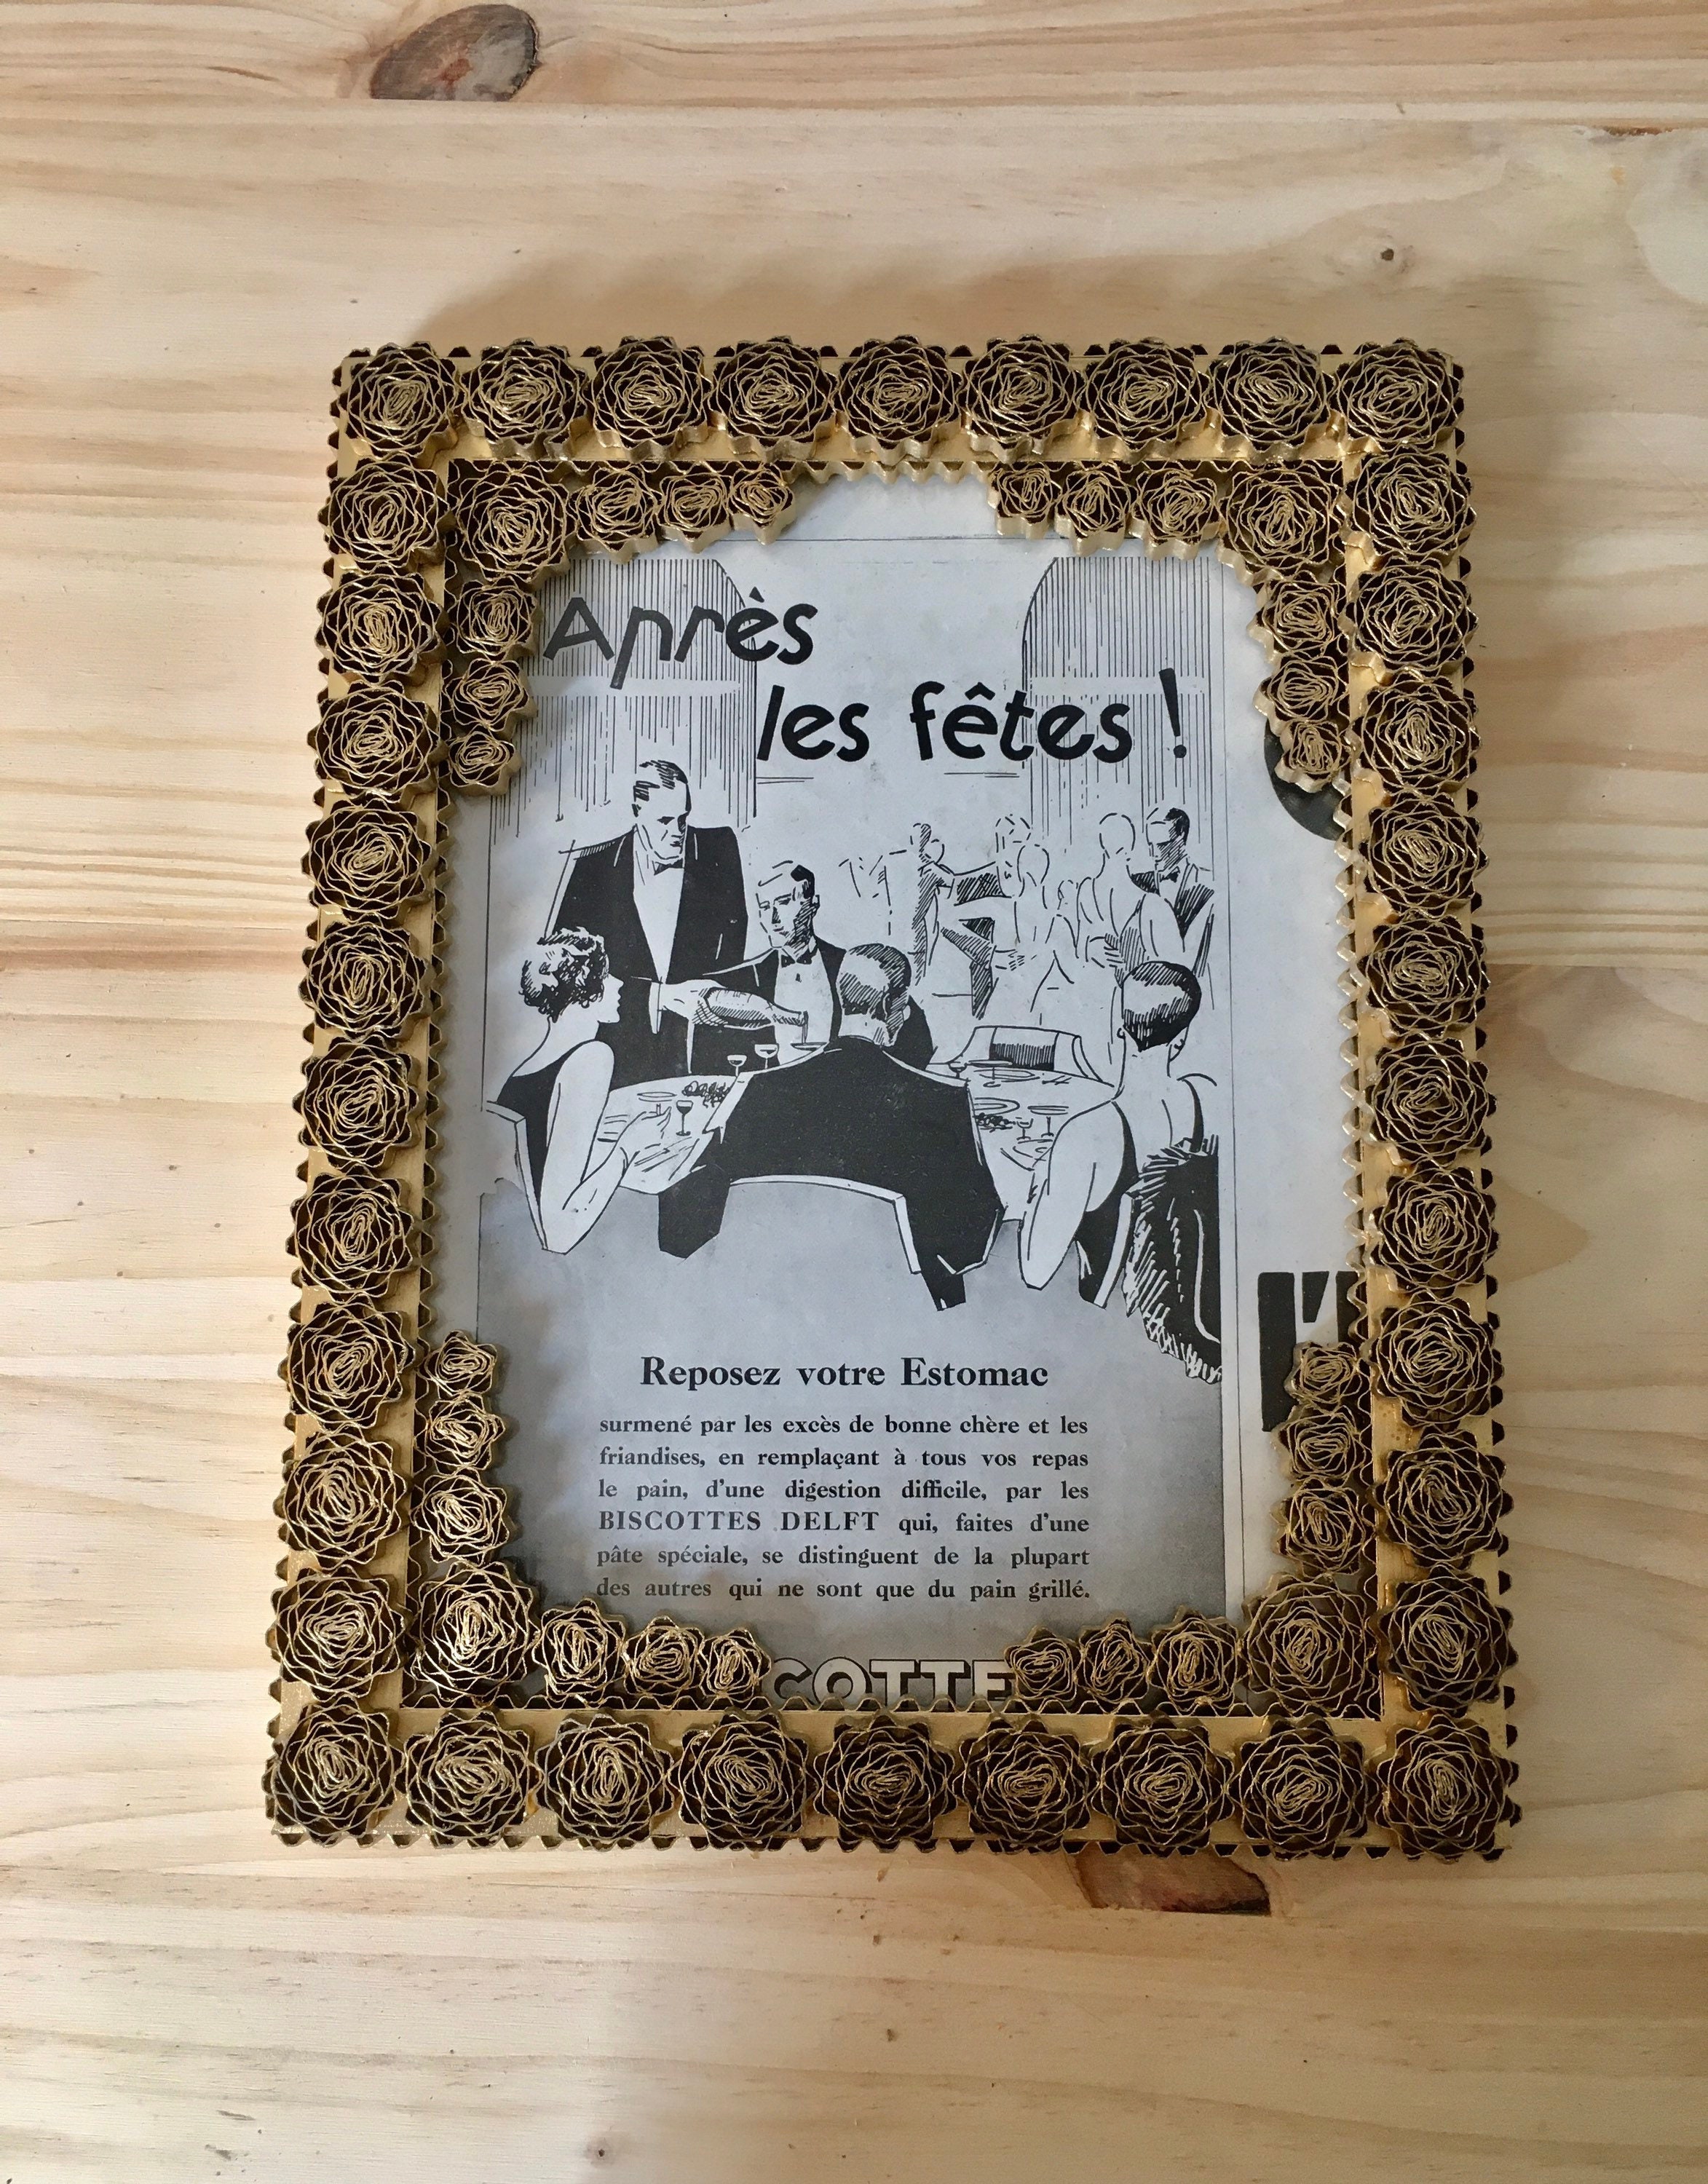 Après
les fêtes !
Reposez votre Estomac
surmené par les excès de bonne chère et les
friandises, en remplaçant à tous vos repas
le pain, d'une digestion difficile, par les
BISCOTTES DELFT qui, faites d'une
pâte spéciale, se distinguent de la plupart
des autres qui ne sont que du pain grillé.
COTTE